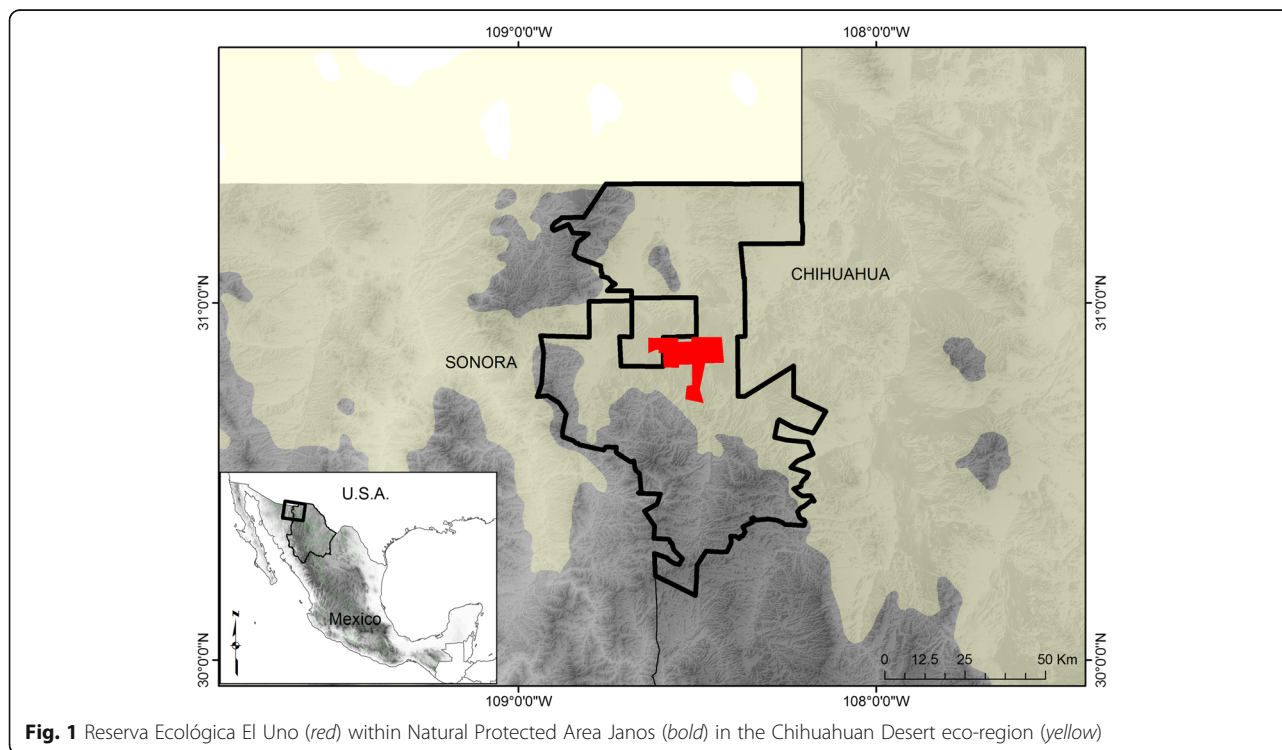 109°0'0"W
108°0'0"W
31°0'0"N
31°0'0"N
CHIHUAHUA
SONORA
U.S.A.
Mexico
N
30°0'0"N
30°0'0"N
0 12.5 25 50 Km
109°0'0"W
108°0'0"W
Fig. 1 Reserva Ecológica El Uno (red) within Natural Protected Area Janos (bold) in the Chihuahuan Desert eco-region (yellow)